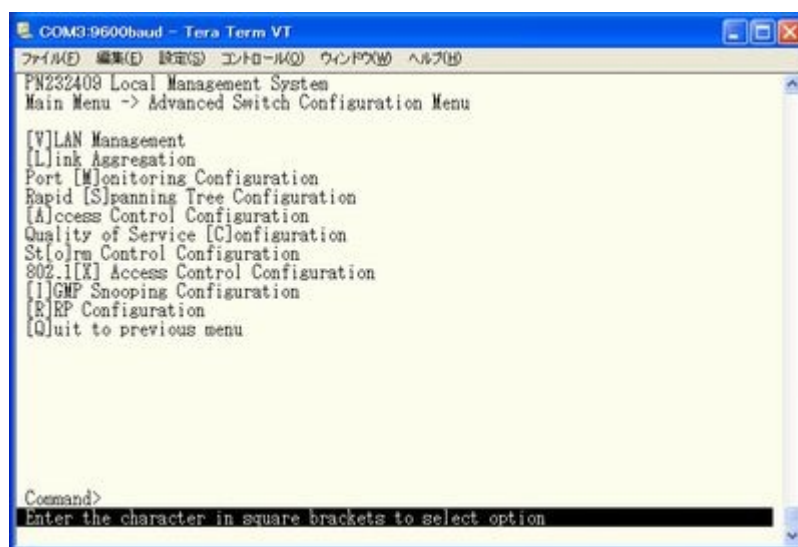 COM3:9600baud - Tera Term VT
ファイル(F) 編集(E) 設定(S) コントロール(O) ウィンドウ(W) ヘルプ(H)
PN232409 Local Management System
Main Menu -> Advanced Switch Configuration Menu
[V]LAN Management
[L]ink Aggregation
Port [M]onitoring Configuration
Rapid [S]panning Tree Configuration
[A]ccess Control Configuration
Quality of Service [C]onfiguration
St[o]rm Control Configuration
802.1[X] Access Control Configuration
[I]GMP Snooping Configuration
[R]RP Configuration
[Q]uit to previous menu
Command>
Enter the character in square brackets to select option